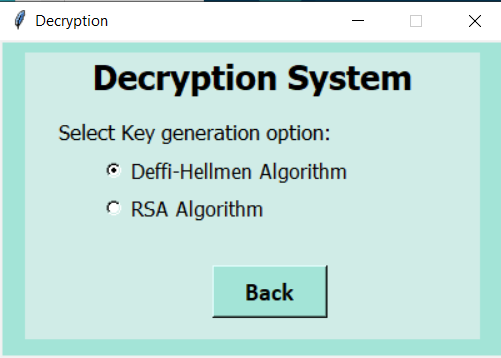 Decryption
Decryption System
Select Key generation option:
Deffi-Hellmen Algorithm
RSA Algorithm
Back